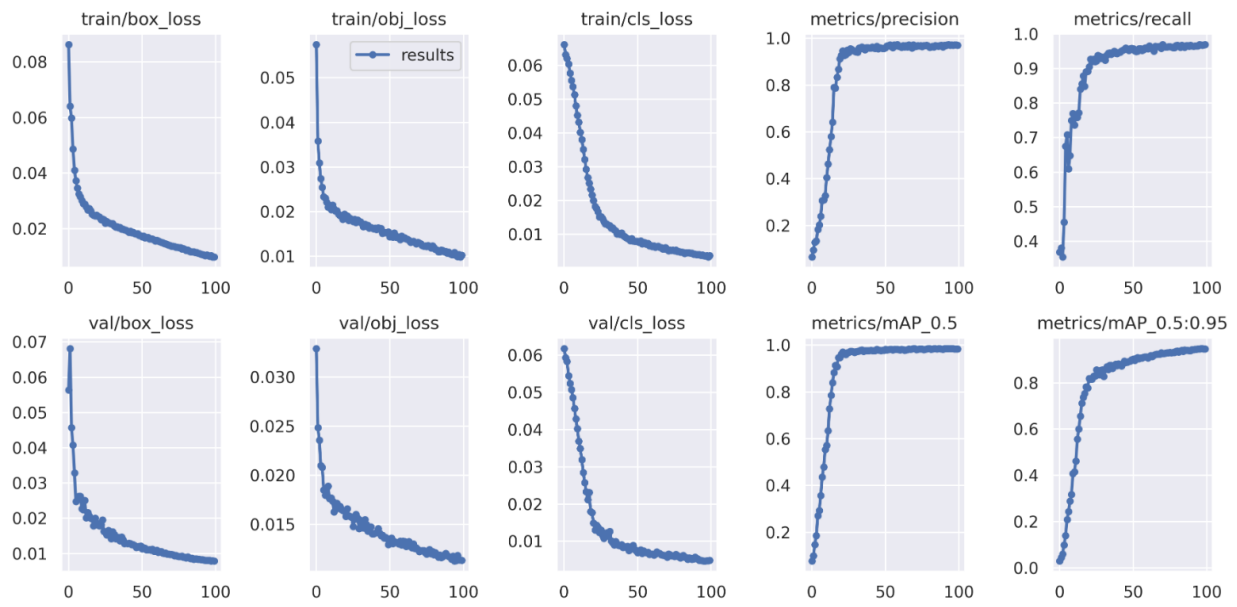 train/box_loss
0.08
0.06
0.04
0.02
0 50 100
train/obj_loss
results
0.05
0.04
0.03
0.02
0.01
0 50 100
train/cls_loss
0.06
0.05
0.04
0.03
0.02
0.01
0 50 100
metrics/precision
1.0
0.8
0.6
0.4
0.2
0 50 100
metrics/recall
1.0
0.9
0.8
0.7
0.6
0.5
0.4
0 50 100
val/box_loss
0.07
0.06
0.05
0.04
0.03
0.02
0.01
0 50 100
val/obj_loss
0.030
0.025
0.020
0.015
0 50 100
val/cls_loss
0.06
0.05
0.04
0.03
0.02
0.01
0 50 100
metrics/mAP_0.5
1.0
0.8
0.6
0.4
0.2
0 50 100
metrics/mAP_0.5:0.95
0.8
0.6
0.4
0.2
0.0
0 50 100